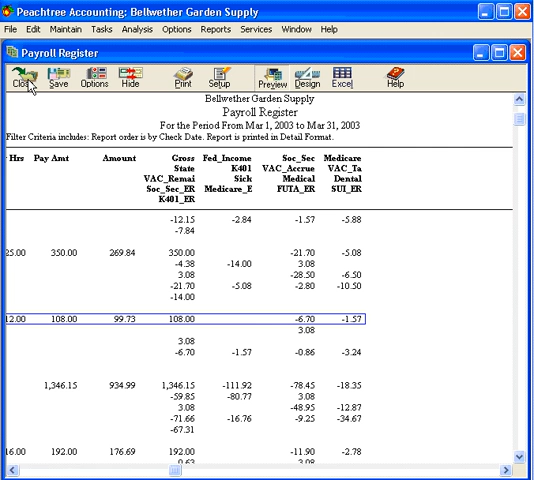 Peachtree Accounting: Bellwether Garden Supply
File Edit Maintain Tasks Analysis Options Reports Services Window Help
Payroll Register
Close Save Options Hide Print Setup Preview Design Excel Help
Bellwether Garden Supply
Payroll Register
For the Period From Mar 1, 2003 to Mar 31, 2003
Filter Criteria includes: Report order is by Check Date. Report is printed in Detail Format.
Hrs Pay Amt Amount Gross Fed_Income Soc_Sec Medicare
State K401 VAC_Accrue VAC_Ta
VAC_Remai Sick Medical Dental
Soc_Sec_ER Medicare_E FUTA_ER SUI_ER
K401_ER
-12.15 -2.84 -1.57 -5.88
-7.84
25.00 350.00 269.84 350.00 -21.70 -5.08
-4.38 -14.00 3.08
3.08 -28.50 -6.50
-21.70 -5.08 -2.80 -10.50
-14.00
12.00 108.00 99.73 108.00 -6.70 -1.57
3.08
3.08
-6.70 -1.57 -0.86 -3.24
1,346.15 934.99 1,346.15 -111.92 -78.45 -18.35
-59.85 -80.77 3.08
3.08 -48.95 -12.87
-71.66 -16.76 -9.25 -34.67
-67.31
16.00 192.00 176.69 192.00 -11.90 -2.78